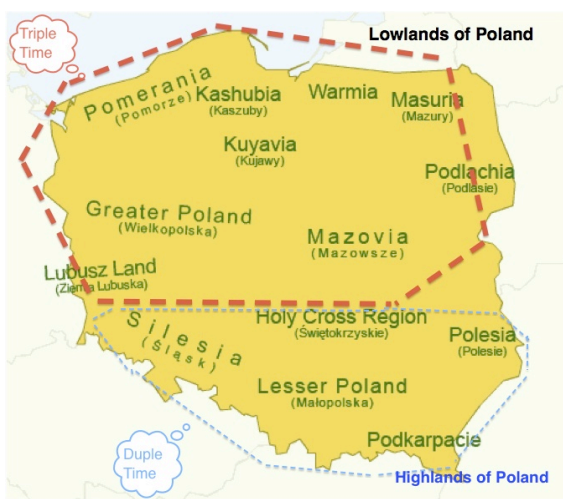 Triple
Time
Lowlands of Poland
Pomerania
(Pomorze)
Kashubia
(Kaszuby)
Warmia
Masuria
(Mazury)
Kuyavia
(Kujawy)
Podlachia
(Podlasie)
Greater Poland
(Wielkopolska)
Mazovia
(Mazowsze)
Lubusz Land
(Ziemia Lubuska)
Silesia
(Śląsk)
Holy Cross Region
(Świętokrzyskie)
Polesia
(Polesie)
Lesser Poland
(Małopolska)
Podkarpacie
Duple
Time
Highlands of Poland